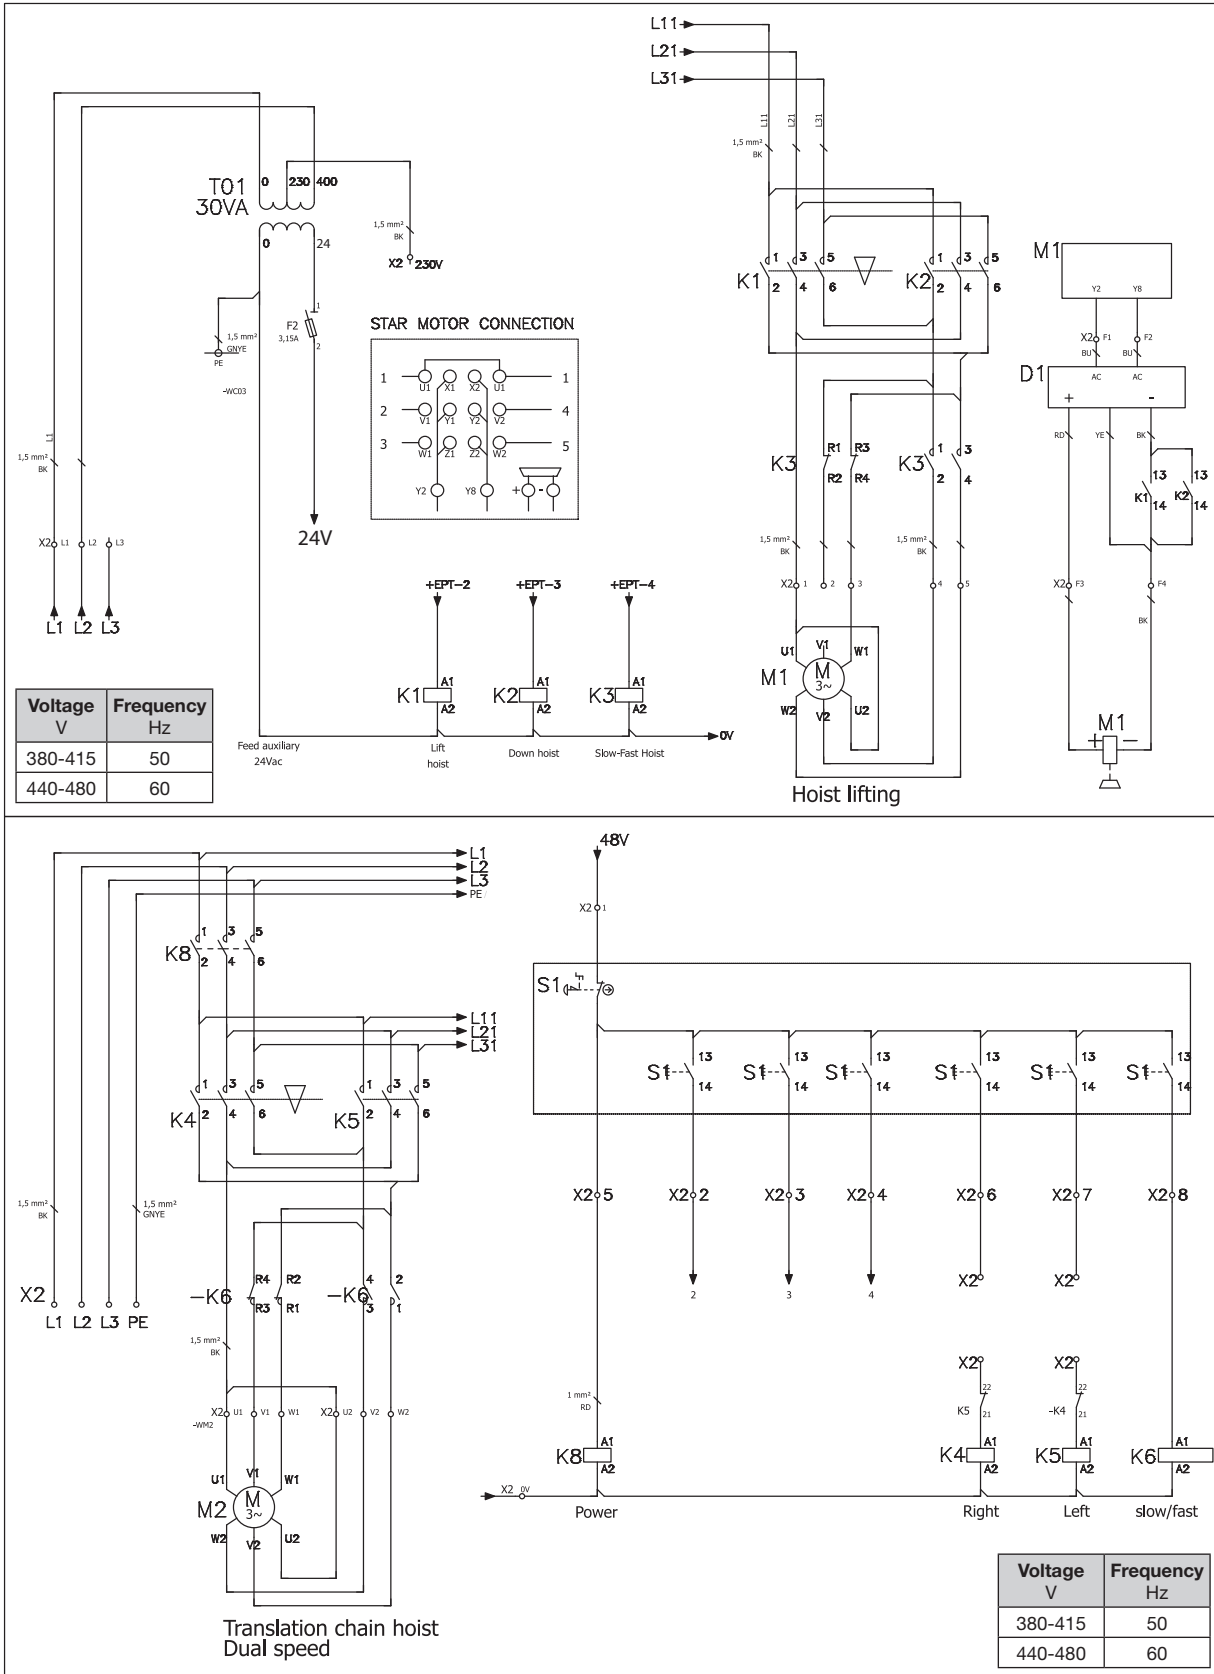 L11
L21
L31
L11
L21
L31
1,5 mm²
BK
T01
30VA
0
230
400
0
24
1,5 mm²
BK
X2
230V
F2
3,15A
1
2
1,5 mm²
GNYE
PE
-WC03
L1
1,5 mm²
BK
24V
X2
L1
L2
L3
L1
L2
L3
STAR MOTOR CONNECTION
1
U1
X1
X2
U1
1
2
V1
Y1
Y2
V2
4
3
W1
Z1
Z2
W2
5
Y2
Y8
+
-
K1
1
3
5
2
4
6
K2
1
3
5
2
4
6
K3
R1
R3
R2
R4
K3
1
3
2
4
1,5 mm²
BK
1,5 mm²
BK
X2
1
2
3
4
5
U1
V1
W1
M1
M
3~
W2
V2
U2
Hoist lifting
M1
Y2
Y8
X2
F1
F2
BU
BU
D1
AC
AC
+
-
RD
YE
BK
K1
13
14
K2
13
14
X2
F3
F4
BK
M1
+
-
+EPT-2
+EPT-3
+EPT-4
K1
A1
A2
K2
A1
A2
K3
A1
A2
0V
Feed auxiliary
24Vac
Lift
hoist
Down hoist
Slow-Fast Hoist
Voltage
V
Frequency
Hz
380-415
50
440-480
60
L1
L2
L3
PE
K8
1
3
5
2
4
6
L11
L21
L31
K4
1
3
5
2
4
6
K5
1
3
5
2
4
6
1,5 mm²
BK
1,5 mm²
GNYE
X2
L1
L2
L3
PE
-K6
R4
R2
R3
R1
-K6
4
2
3
1
1,5 mm²
BK
X2
U1
V1
W1
X2
U2
V2
W2
-WM2
U1
V1
W1
M2
M
3~
W2
V2
U2
Translation chain hoist
Dual speed
48V
X2
1
S1
S1
13
14
S1
13
14
S1
13
14
S1
13
14
S1
13
14
S1
13
14
X2
5
X2
2
X2
3
X2
4
X2
6
X2
7
X2
8
2
3
4
X2
X2
X2
X2
K5
22
21
-K4
22
21
1 mm²
RD
K8
A1
A2
K4
A1
A2
K5
A1
A2
K6
A1
A2
X2
0V
Power
Right
Left
slow/fast
Voltage
V
Frequency
Hz
380-415
50
440-480
60